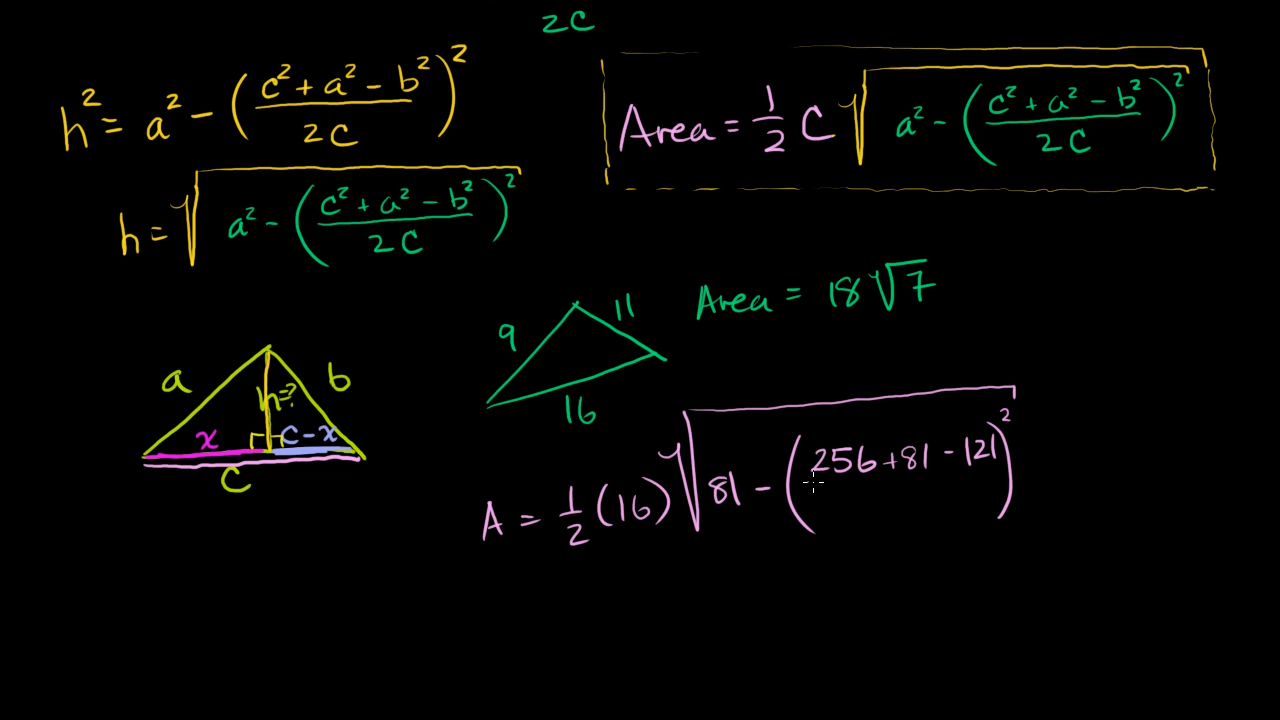 2C
h² = a² - ((c² + a² - b²)/2C)²
Area = 1/2 C √(a² - ((c² + a² - b²)/2C)²)
h = √(a² - ((c² + a² - b²)/2C)²)
Area = 18√7
9
11
16
a
b
h=?
x
C-x
C
A = 1/2 (16) √(81 - (256+81-121)²)